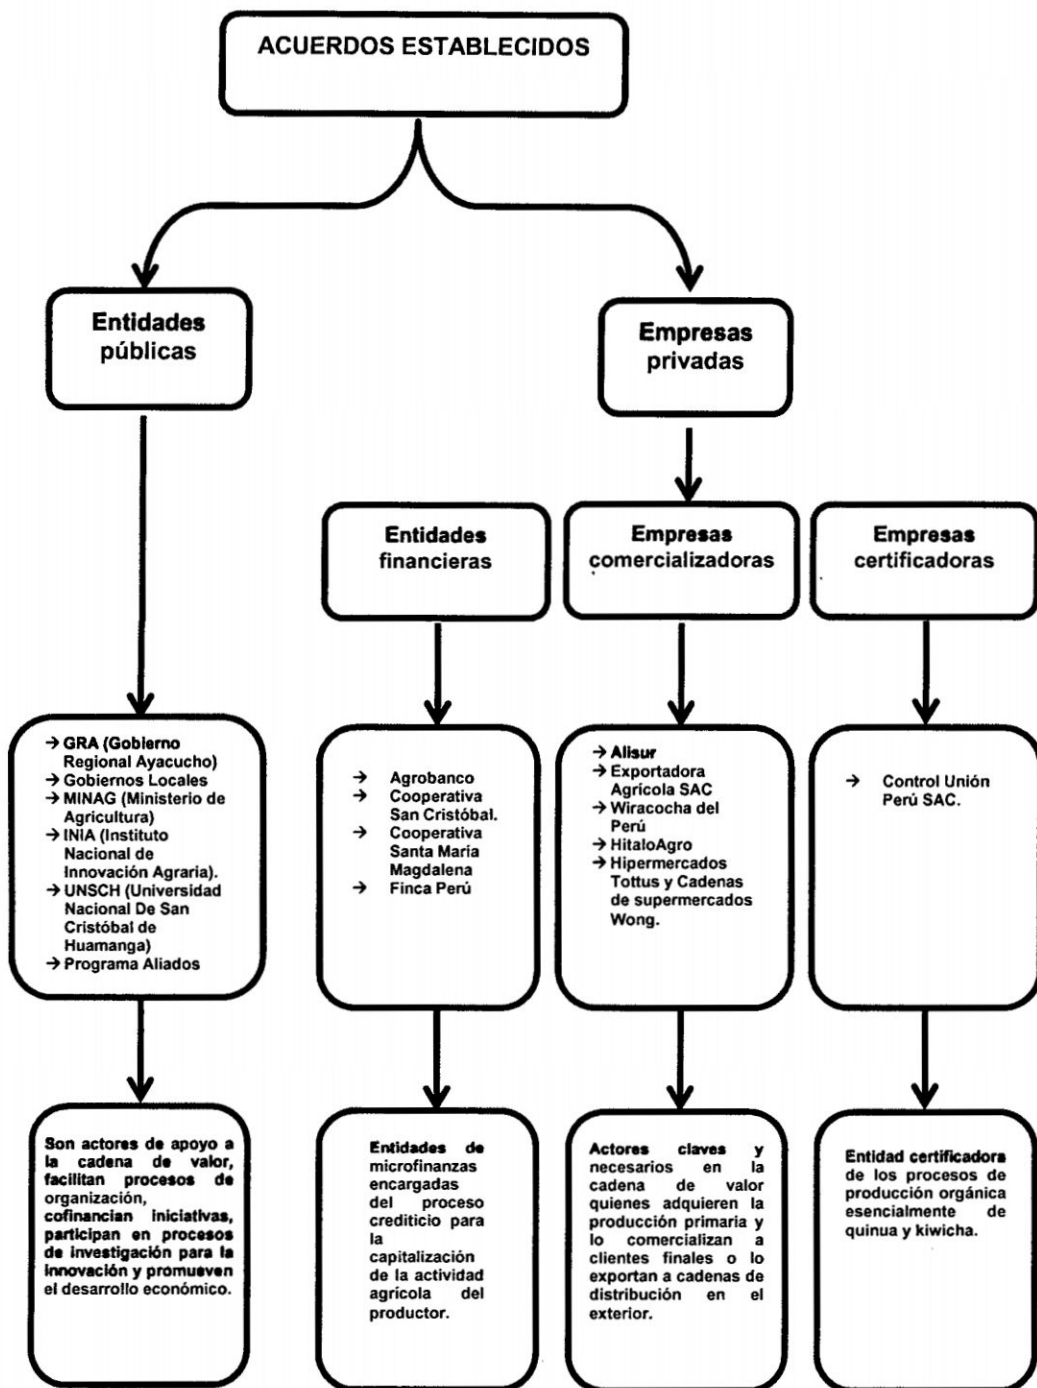 ACUERDOS ESTABLECIDOS
Entidades
públicas
Empresas
privadas
Entidades
financieras
Empresas
comercializadoras
Empresas
certificadoras
→ GRA (Gobierno
Regional Ayacucho)
→ Gobiernos Locales
→ MINAG (Ministerio de
Agricultura)
→ INIA (Instituto
Nacional de
Innovación Agraria).
→ UNSCH (Universidad
Nacional De San
Cristóbal de
Huamanga)
→ Programa Aliados
→ Agrobanco
→ Cooperativa
San Cristóbal.
→ Cooperativa
Santa María
Magdalena
→ Finca Perú
→ Alisur
→ Exportadora
Agrícola SAC
→ Wiracocha del
Perú
→ HitaloAgro
→ Hipermercados
Tottus y Cadenas
de supermercados
Wong.
→ Control Unión
Perú SAC.
Son actores de apoyo a
la cadena de valor,
facilitan procesos de
organización,
cofinancian iniciativas,
participan en procesos
de investigación para la
innovación y promueven
el desarrollo económico.
Entidades de
microfinanzas
encargadas
del proceso
crediticio para
la
capitalización
de la actividad
agrícola del
productor.
Actores claves y
necesarios en la
cadena de valor
quienes adquieren la
producción primaria y
lo comercializan a
clientes finales o lo
exportan a cadenas de
distribución en el
exterior.
Entidad certificadora
de los procesos de
producción orgánica
esencialmente de
quinua y kiwicha.